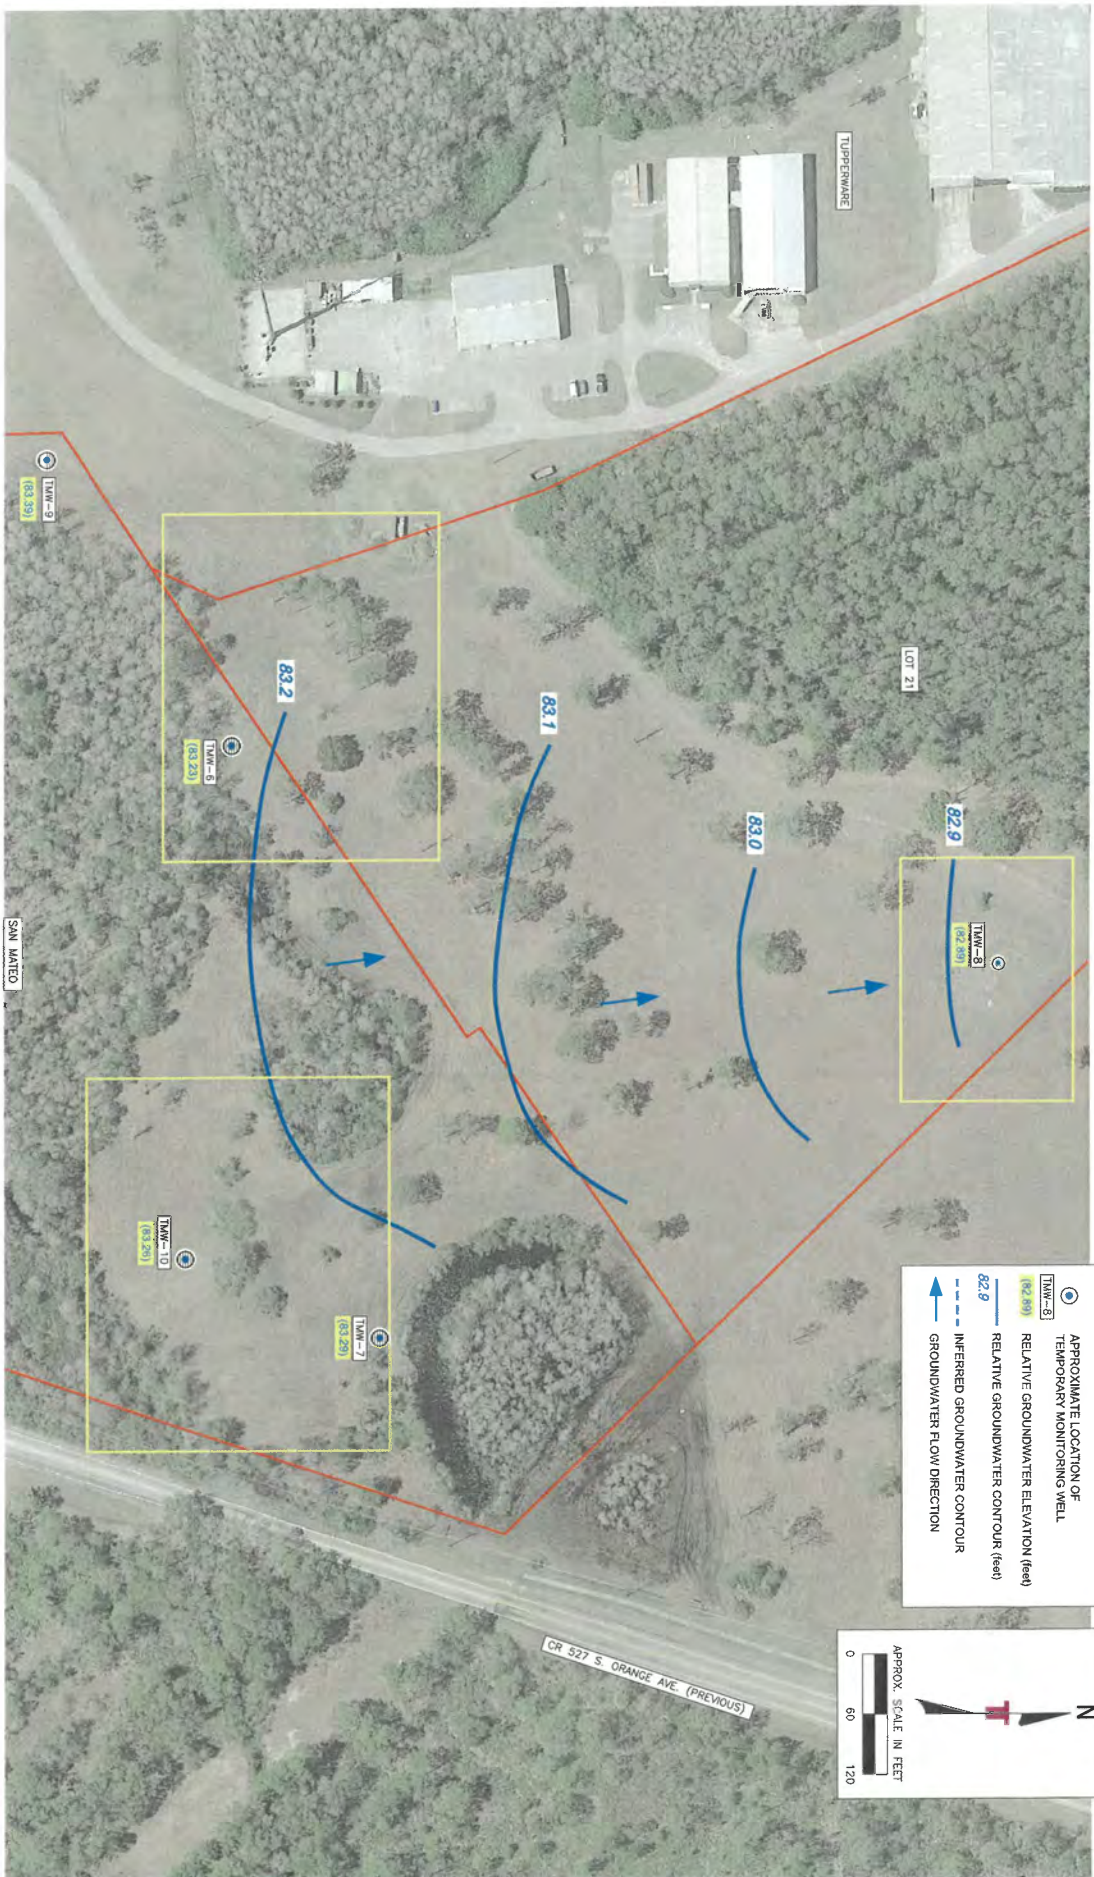 TUPPERWARE
LOT 21
82.9
TMW-8
(82.89)
83.0
83.1
83.2
TMW-6
(83.23)
TMW-9
(83.39)
TMW-10
(83.26)
TMW-7
(83.29)
SAN MATEO
CR 527 S. ORANGE AVE. (PREVIOUS)
TMW-8
APPROXIMATE LOCATION OF
TEMPORARY MONITORING WELL
(82.89)
RELATIVE GROUNDWATER ELEVATION (feet)
82.9
RELATIVE GROUNDWATER CONTOUR (feet)
INFERRED GROUNDWATER CONTOUR
GROUNDWATER FLOW DIRECTION
N
APPROX. SCALE IN FEET
0 60 120